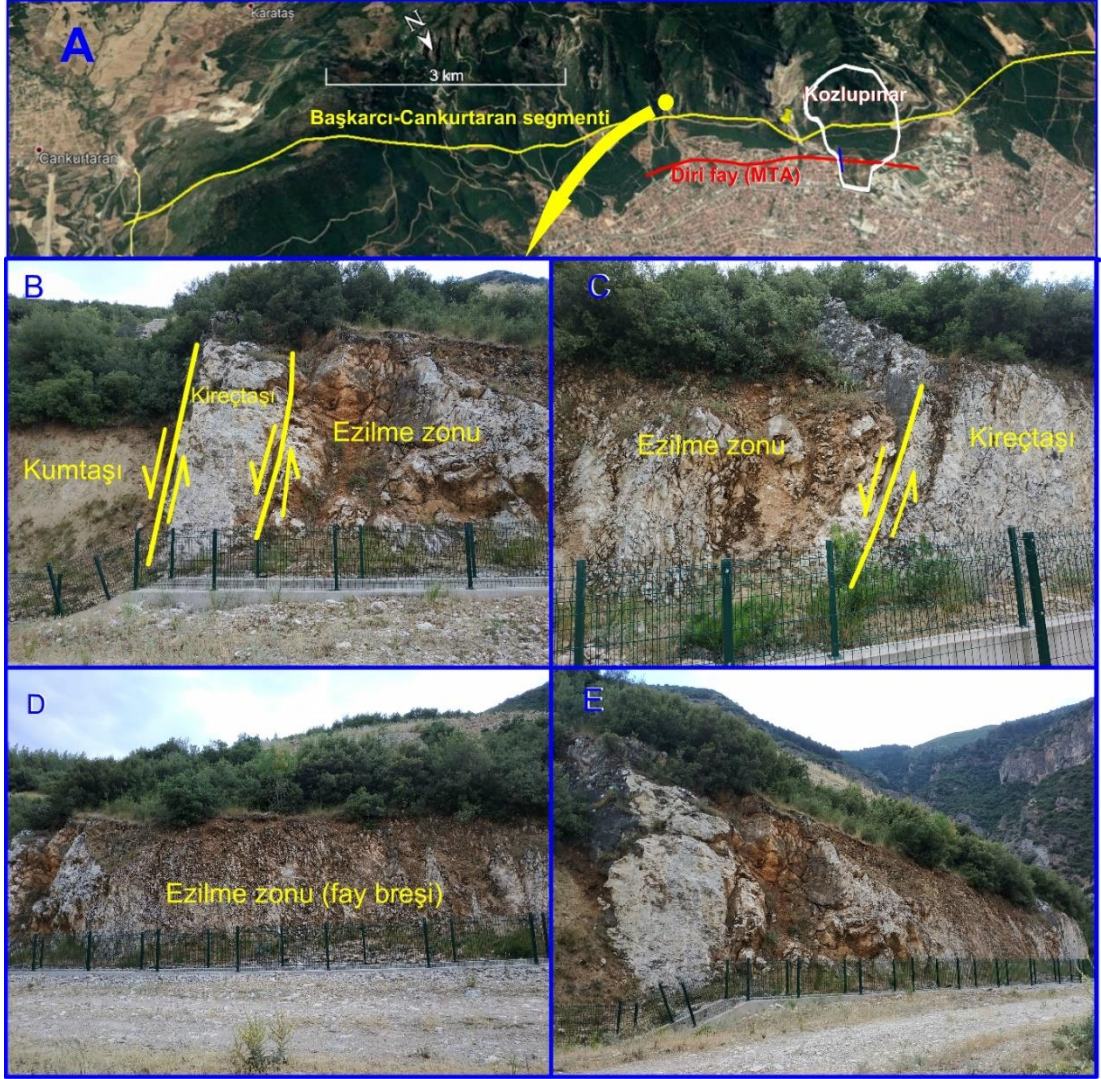 A
Karataş
N
3 km
Kozlupınar
Başkarcı-Cankurtaran segmenti
Cankurtaran
Diri fay (MTA)
B
Kireçtaşı
Kumtaşı
Ezilme zonu
C
Ezilme zonu
Kireçtaşı
D
Ezilme zonu (fay breşi)
E